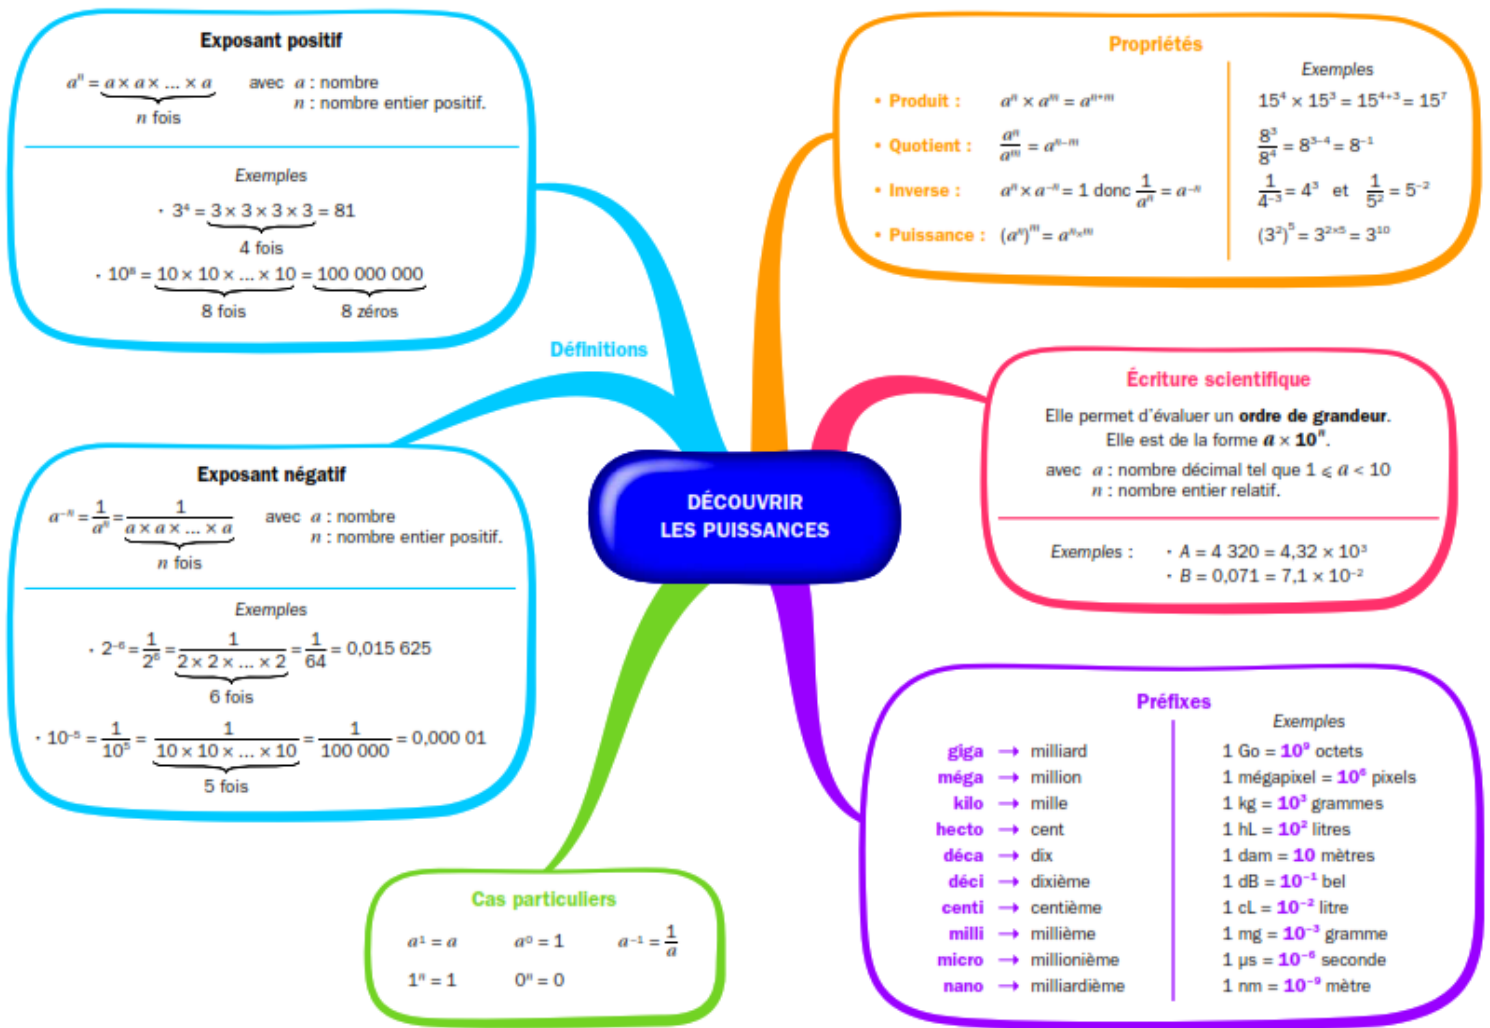 Exposant positif
aⁿ = a × a × ... × a avec a : nombre
n : nombre entier positif.
n fois
Exemples
· 3⁴ = 3 × 3 × 3 × 3 = 81
4 fois
· 10⁸ = 10 × 10 × ... × 10 = 100 000 000
8 fois 8 zéros
Définitions
Exposant négatif
a⁻ⁿ = 1/aⁿ = 1/(a × a × ... × a) avec a : nombre
n : nombre entier positif.
n fois
Exemples
· 2⁻⁶ = 1/2⁶ = 1/(2 × 2 × ... × 2) = 1/64 = 0,015 625
6 fois
· 10⁻⁵ = 1/10⁵ = 1/(10 × 10 × ... × 10) = 1/(100 000) = 0,000 01
5 fois
DÉCOUVRIR
LES PUISSANCES
Cas particuliers
a¹ = a a⁰ = 1 a⁻¹ = 1/a
1ⁿ = 1 0ⁿ = 0
Propriétés
Exemples
• Produit : aⁿ × aᵐ = aⁿ⁺ᵐ 15⁴ × 15³ = 15⁴⁺³ = 15⁷
• Quotient : aⁿ/aᵐ = aⁿ⁻ᵐ 8³/8⁴ = 8³⁻⁴ = 8⁻¹
• Inverse : aⁿ × a⁻ⁿ = 1 donc 1/aⁿ = a⁻ⁿ 1/4⁻³ = 4³ et 1/5² = 5⁻²
• Puissance : (aⁿ)ᵐ = aⁿˣᵐ (3²)⁵ = 3²ˣ⁵ = 3¹⁰
Écriture scientifique
Elle permet d'évaluer un ordre de grandeur.
Elle est de la forme a × 10ⁿ.
avec a : nombre décimal tel que 1 ⩽ a < 10
n : nombre entier relatif.
Exemples : · A = 4 320 = 4,32 × 10³
· B = 0,071 = 7,1 × 10⁻²
Préfixes
Exemples
giga → milliard 1 Go = 10⁹ octets
méga → million 1 mégapixel = 10⁶ pixels
kilo → mille 1 kg = 10³ grammes
hecto → cent 1 hL = 10² litres
déca → dix 1 dam = 10 mètres
déci → dixième 1 dB = 10⁻¹ bel
centi → centième 1 cL = 10⁻² litre
milli → millième 1 mg = 10⁻³ gramme
micro → millionième 1 µs = 10⁻⁶ seconde
nano → milliardième 1 nm = 10⁻⁹ mètre